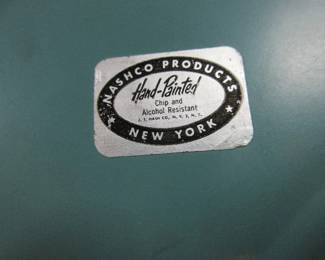 NASHCO PRODUCTS
Hand-Painted
Chip and
Alcohol Resistant
NEW YORK